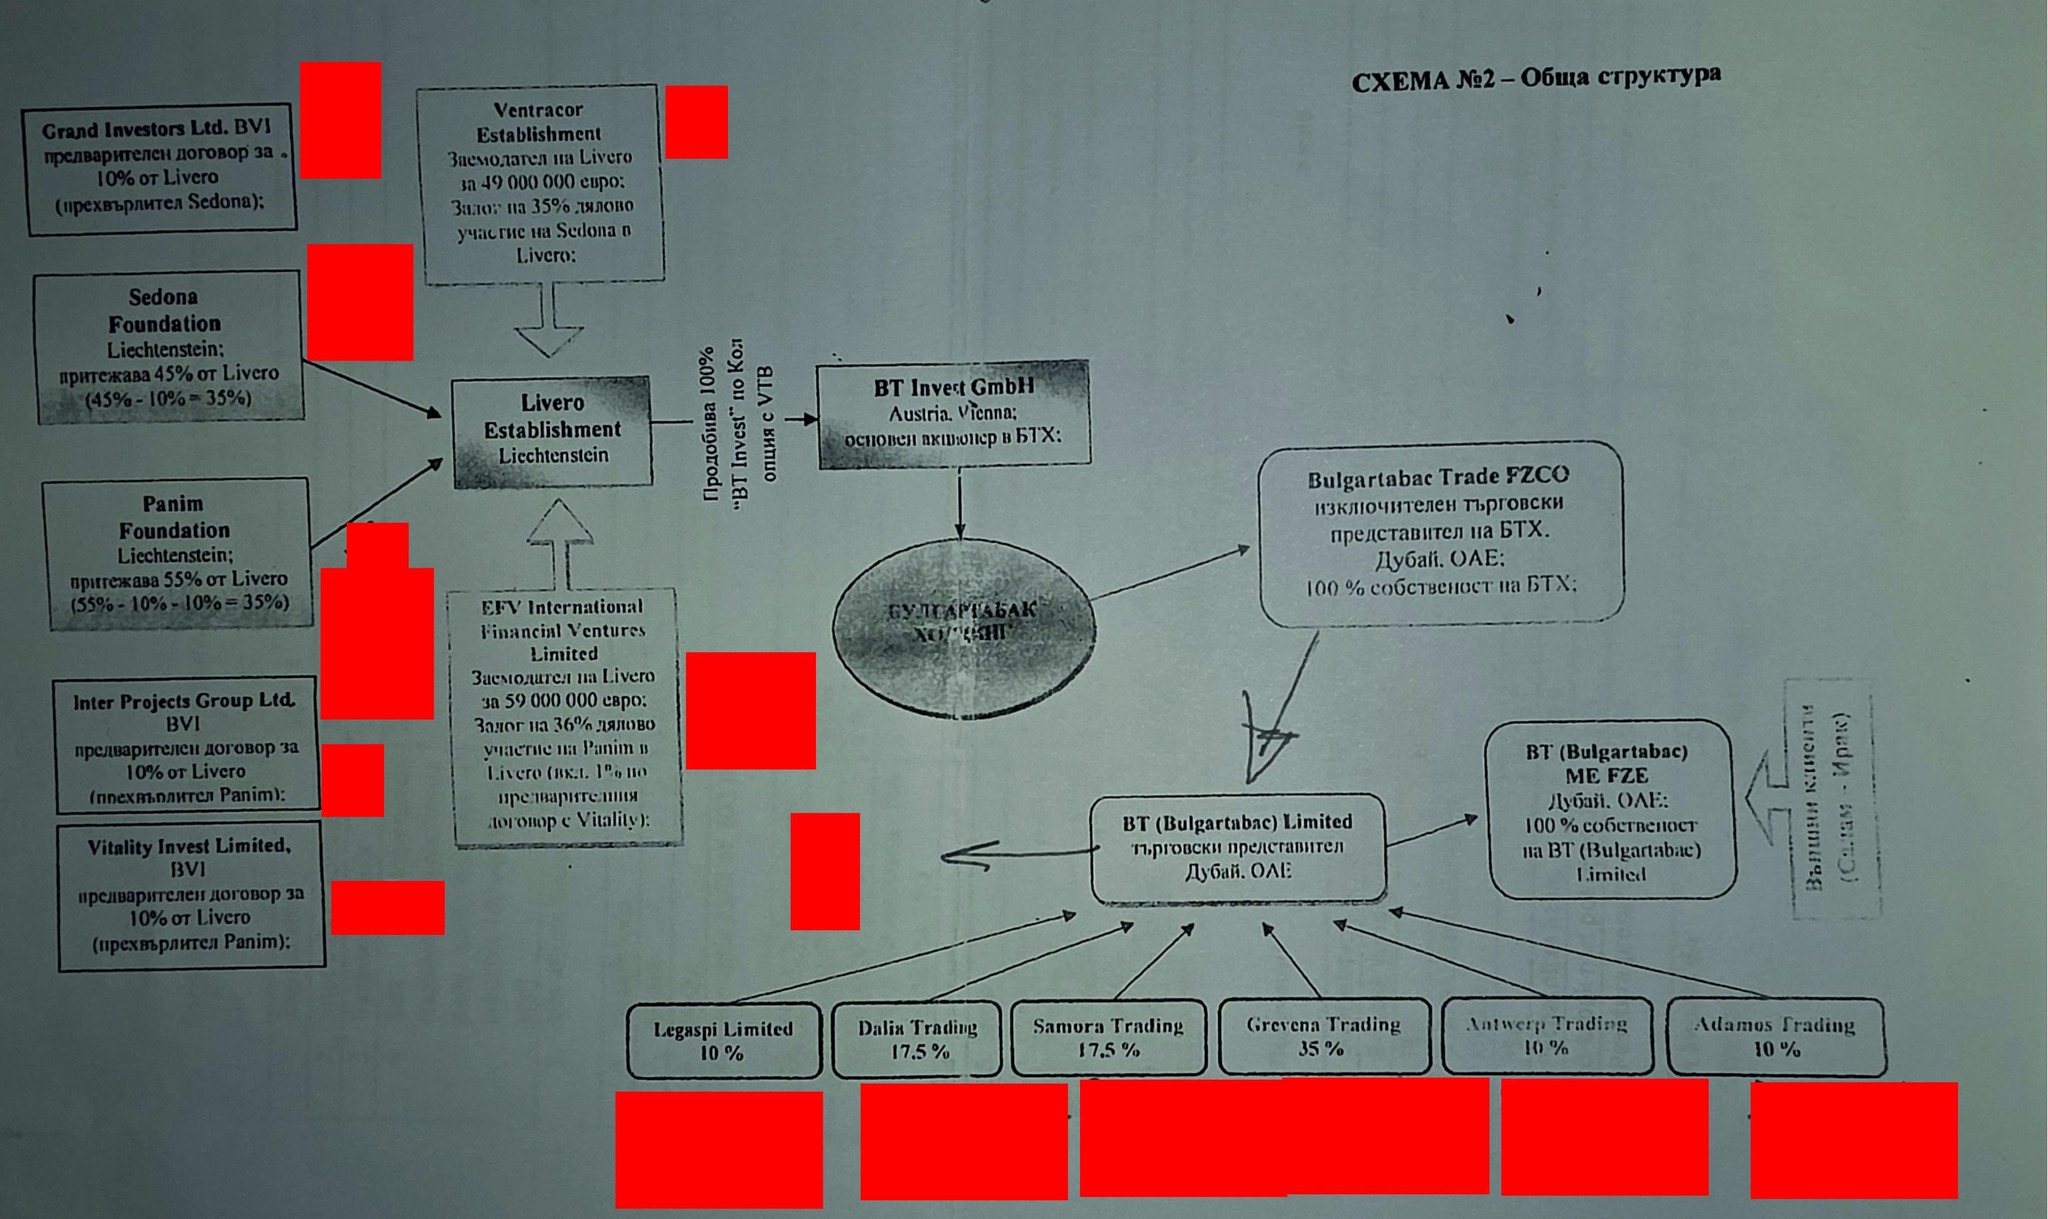 СХЕМА №2 – Обща структура
Grand Investors Ltd. BVI
предварителен договор за
10% от Livero
(прехвърлител Sedona);
Ventracor
Establishment
Заемодател на Livero
за 49 000 000 евро;
Залог на 35% дялово
участие на Sedona в
Livero;
Sedona
Foundation
Liechtenstein;
притежава 45% от Livero
(45% - 10% = 35%)
Livero
Establishment
Liechtenstein
Продобива 100%
"BT Invest" по Кол
опция с VTB
BT Invest GmbH
Austria, Vienna;
основен акционер в БТХ;
Panim
Foundation
Liechtenstein;
притежава 55% от Livero
(55% - 10% - 10% = 35%)
EFV International
Financial Ventures
Limited
Заемодател на Livero
за 59 000 000 евро;
Залог на 36% дялово
участие на Panim в
Livero (вкл. 1% по
предварителния
договор с Vitality);
БУЛГАРТАБАК
ХОЛДИНГ
Bulgartabac Trade FZCO
изключителен търговски
представител на БТХ.
Дубай, ОАЕ;
100 % собственост на БТХ;
Inter Projects Group Ltd.
BVI
предварителен договор за
10% от Livero
(прехвърлител Panim);
Vitality Invest Limited,
BVI
предварителен договор за
10% от Livero
(прехвърлител Panim);
BT (Bulgartabac) Limited
търговски представител
Дубай, ОАЕ
BT (Bulgartabac)
ME FZE
Дубай, ОАЕ;
100 % собственост
на BT (Bulgartabac)
Limited
Външни клиенти
(Салам - Ирак)
Legaspi Limited
10 %
Dalia Trading
17.5 %
Samora Trading
17.5 %
Grevena Trading
35 %
Antwerp Trading
10 %
Adamos Trading
10 %